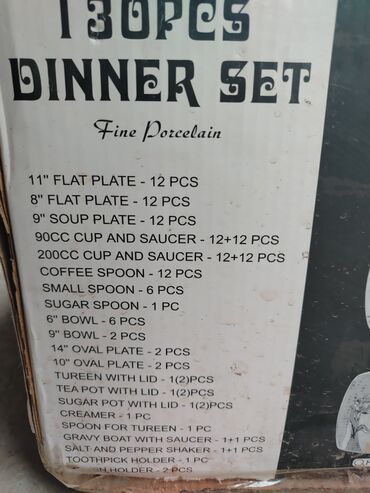 130PCS
DINNER SET
Fine Porcelain
11" FLAT PLATE - 12 PCS
8" FLAT PLATE - 12 PCS
9" SOUP PLATE - 12 PCS
90CC CUP AND SAUCER - 12+12 PCS
200CC CUP AND SAUCER - 12+12 PCS
COFFEE SPOON - 12 PCS
SMALL SPOON - 6 PCS
SUGAR SPOON - 1 PC
6" BOWL - 6 PCS
9" BOWL - 2 PCS
14" OVAL PLATE - 2 PCS
10" OVAL PLATE - 2 PCS
TUREEN WITH LID - 1(2)PCS
TEA POT WITH LID - 1(2)PCS
SUGAR POT WITH LID - 1(2)PCS
CREAMER - 1 PC
SPOON FOR TUREEN - 1 PC
GRAVY BOAT WITH SAUCER - 1+1 PCS
SALT AND PEPPER SHAKER - 1+1 PCS
TOOTHPICK HOLDER - 1 PC
HOLDER - 2 PCS